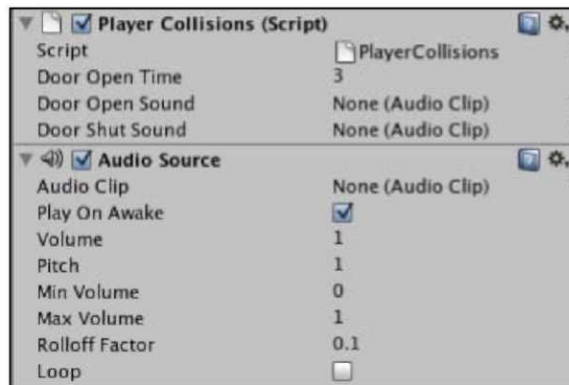 Player Collisions (Script)
Script PlayerCollisions
Door Open Time 3
Door Open Sound None (Audio Clip)
Door Shut Sound None (Audio Clip)
Audio Source
Audio Clip None (Audio Clip)
Play On Awake
Volume 1
Pitch 1
Min Volume 0
Max Volume 1
Rolloff Factor 0.1
Loop